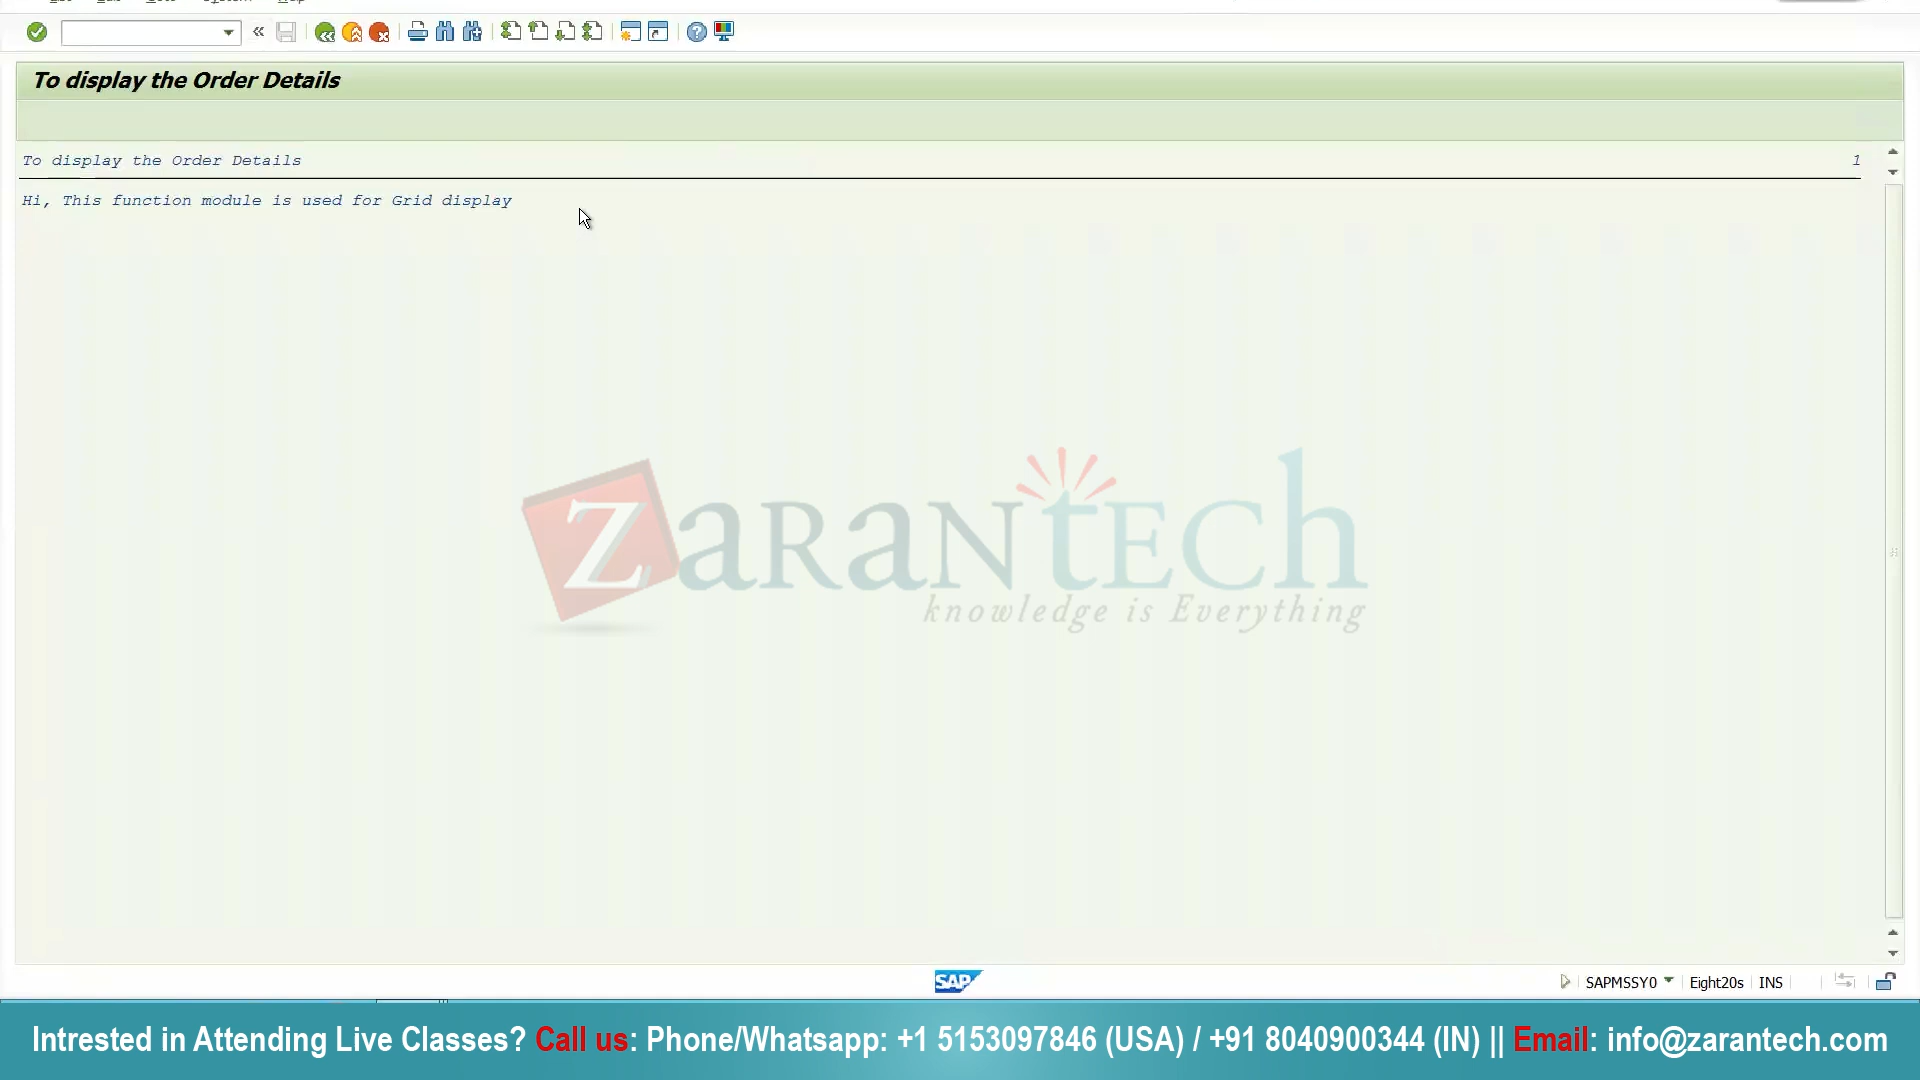 To display the Order Details
To display the Order Details 1
Hi, This function module is used for Grid display
ZaRaNtECh
knowledge is Everything
SAP SAPMSSY0 Eight20s INS
Intrested in Attending Live Classes? Call us: Phone/Whatsapp: +1 5153097846 (USA) / +91 8040900344 (IN) || Email: info@zarantech.com